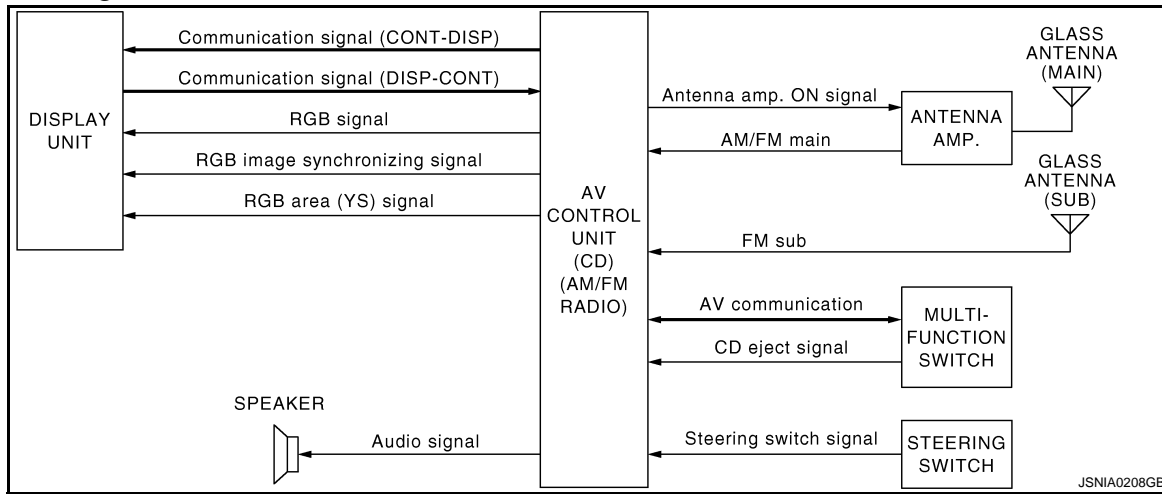 Communication signal (CONT-DISP)
Communication signal (DISP-CONT)
RGB signal
RGB image synchronizing signal
RGB area (YS) signal
DISPLAY
UNIT
SPEAKER
Audio signal
AV
CONTROL
UNIT
(CD)
(AM/FM
RADIO)
Antenna amp. ON signal
AM/FM main
FM sub
AV communication
CD eject signal
Steering switch signal
GLASS
ANTENNA
(MAIN)
ANTENNA
AMP.
GLASS
ANTENNA
(SUB)
MULTI-
FUNCTION
SWITCH
STEERING
SWITCH
JSNIA0208GB